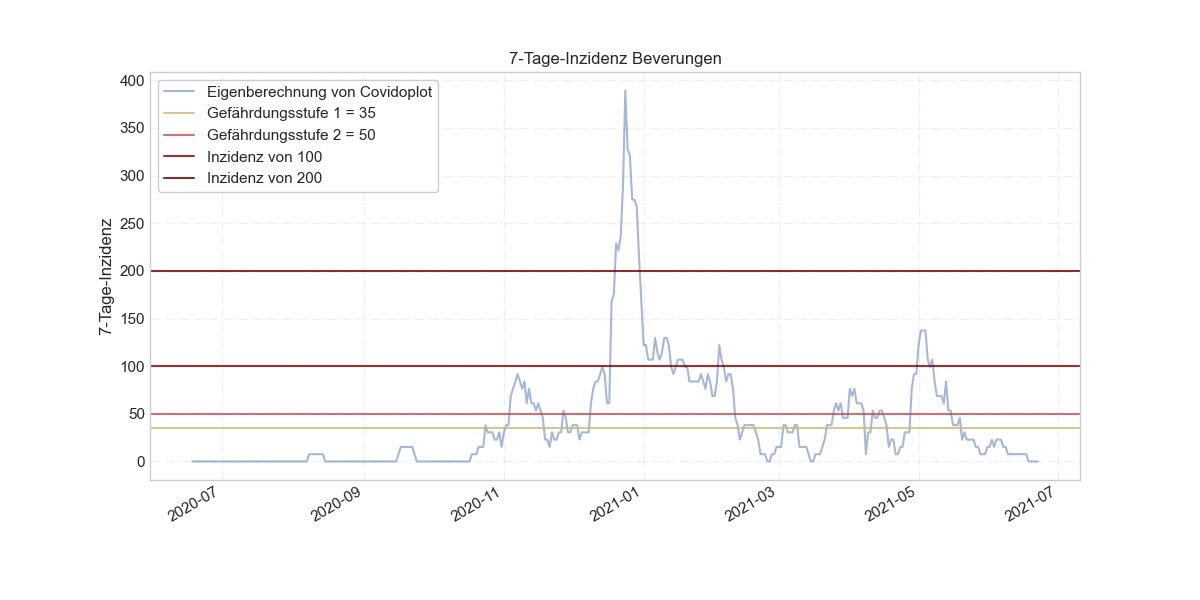 7-Tage-Inzidenz Beverungen
400
350
300
250
200
150
100
50
0
7-Tage-Inzidenz
Eigenberechnung von Covidoplot
Gefährdungsstufe 1 = 35
Gefährdungsstufe 2 = 50
Inzidenz von 100
Inzidenz von 200
2020-07
2020-09
2020-11
2021-01
2021-03
2021-05
2021-07